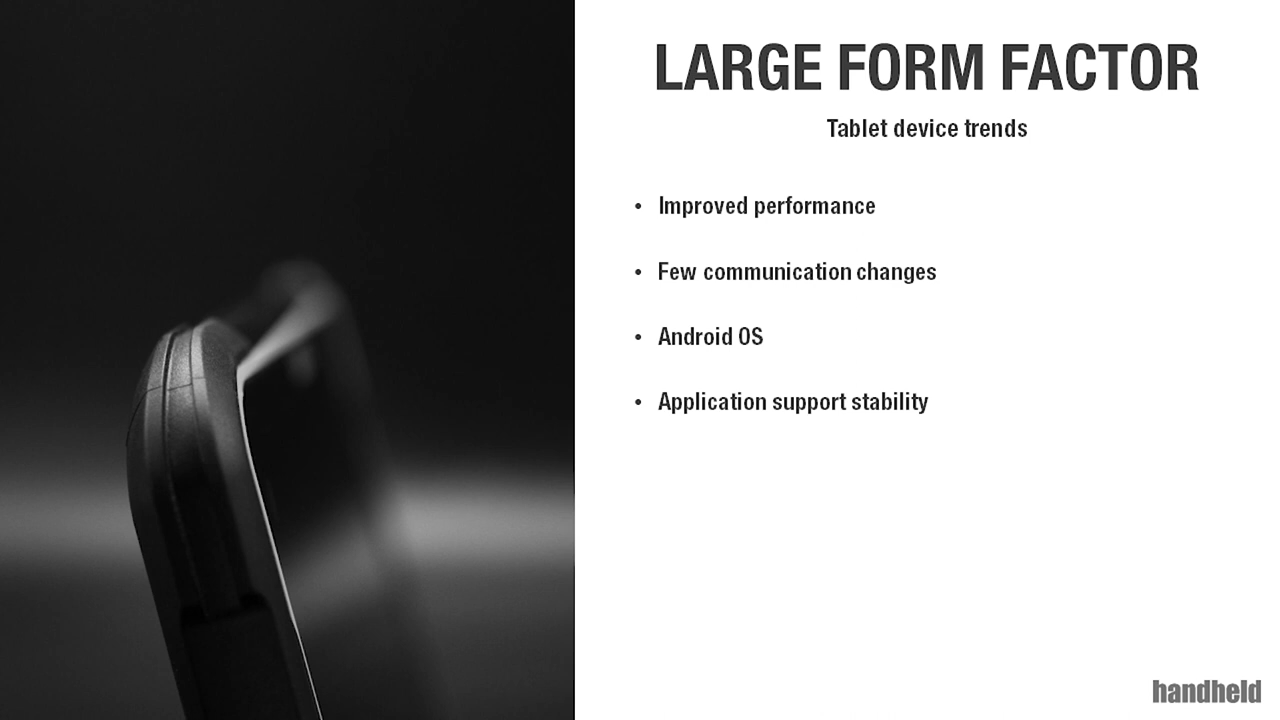 LARGE FORM FACTOR
Tablet device trends
• Improved performance
• Few communication changes
• Android OS
• Application support stability
handheld